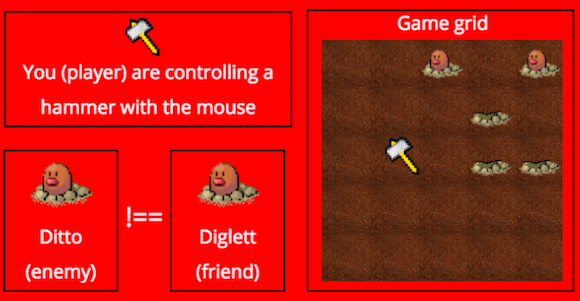 You (player) are controlling a
hammer with the mouse
Game grid
Ditto
(enemy)
!==
Diglett
(friend)